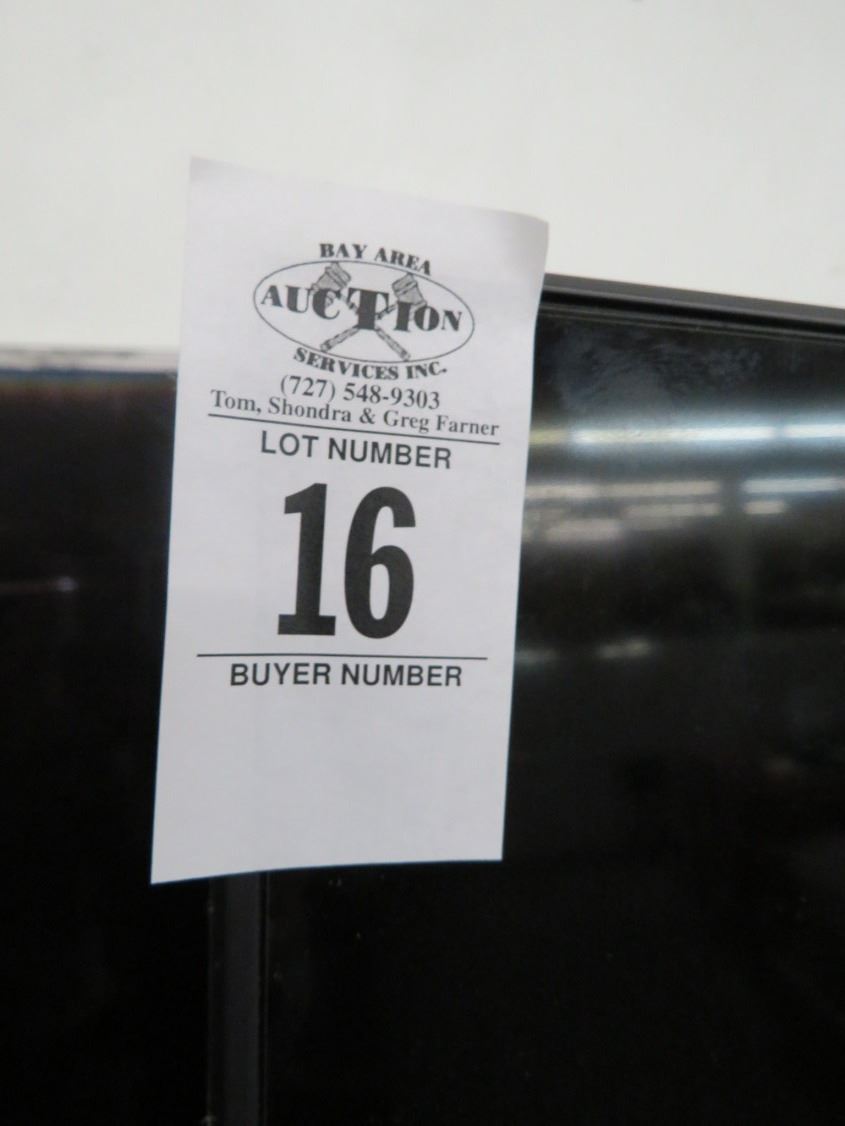 BAY AREA
AUCTION
SERVICES INC.
(727) 548-9303
Tom, Shondra & Greg Farner
LOT NUMBER
16
BUYER NUMBER